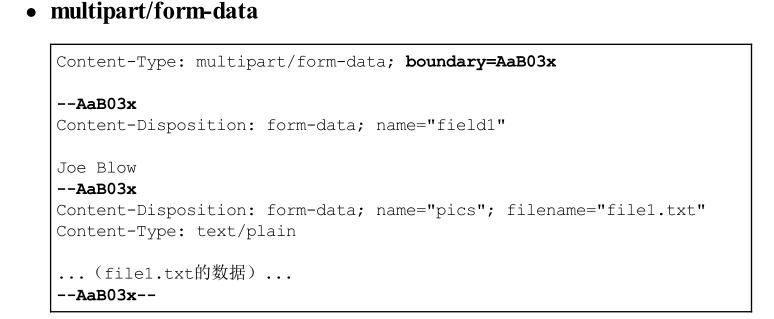 • multipart/form-data
Content-Type: multipart/form-data; boundary=AaB03x
--AaB03x
Content-Disposition: form-data; name="field1"
Joe Blow
--AaB03x
Content-Disposition: form-data; name="pics"; filename="file1.txt"
Content-Type: text/plain
...（file1.txt的数据）...
--AaB03x--